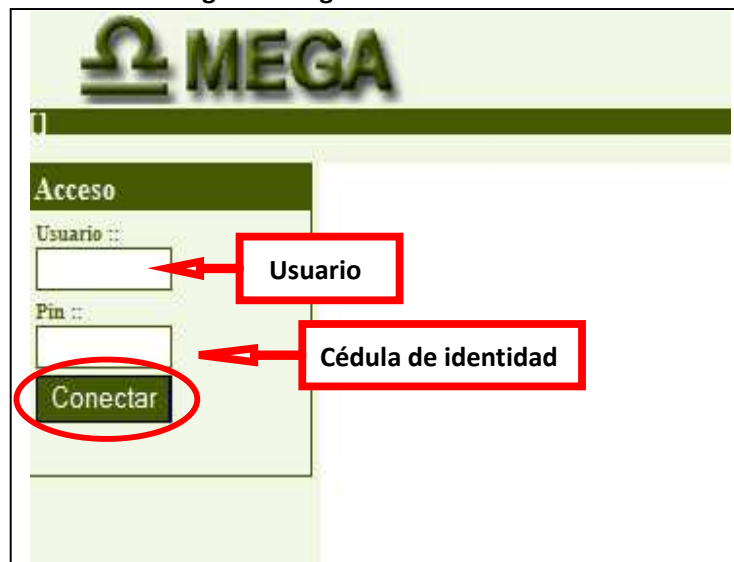 Ω MEGA
[]
Acceso
Usuario ::
Usuario
Pin ::
Cédula de identidad
Conectar